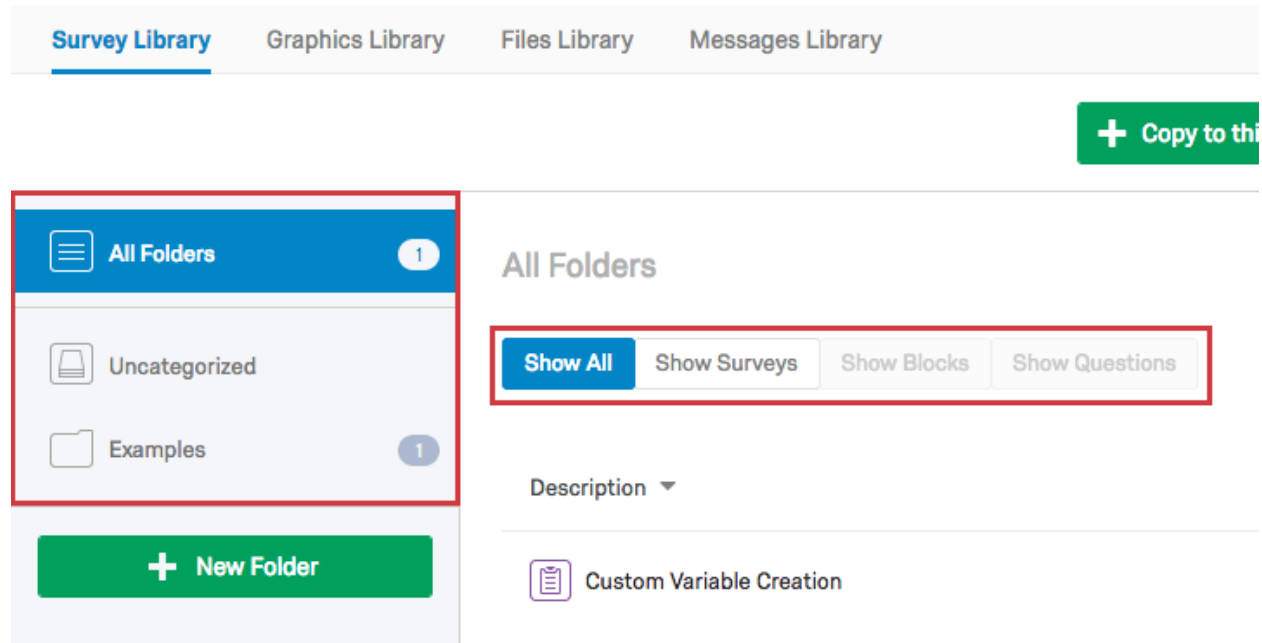 Survey Library Graphics Library Files Library Messages Library
+ Copy to thi
All Folders 1
Uncategorized
Examples 1
+ New Folder
All Folders
Show All Show Surveys Show Blocks Show Questions
Description
Custom Variable Creation